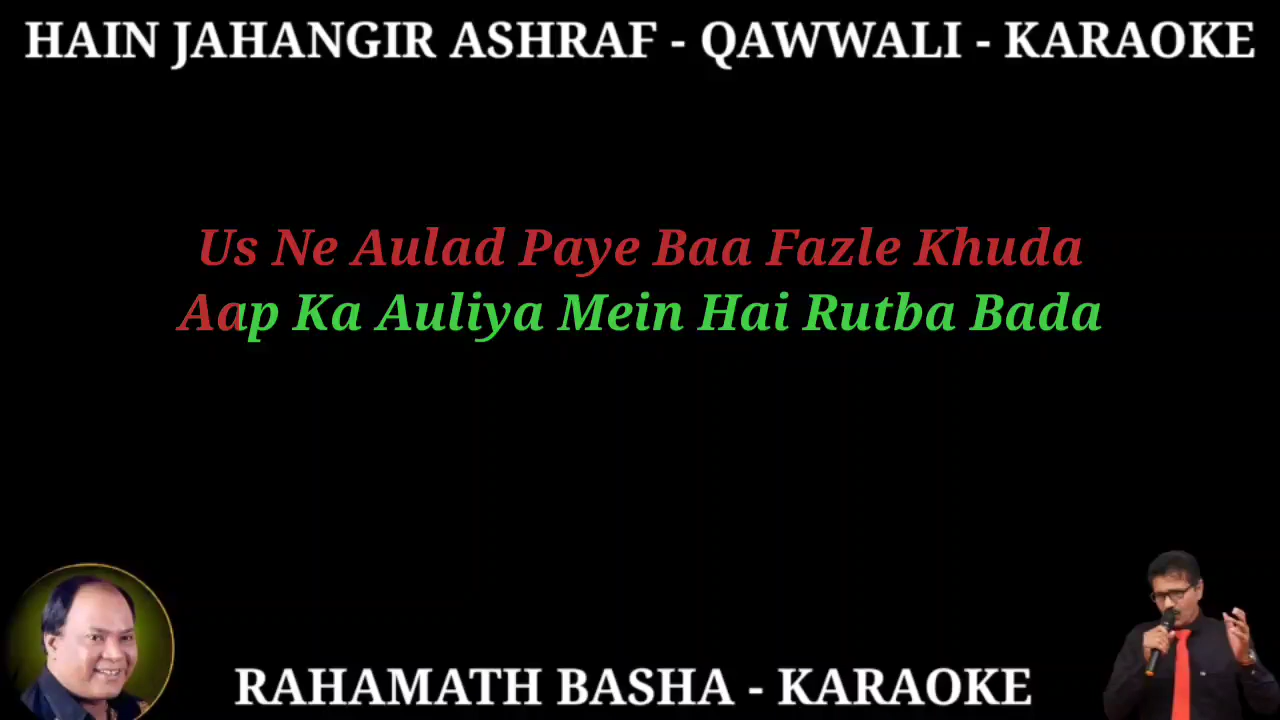 HAIN JAHANGIR ASHRAF - QAWWALI - KARAOKE
Us Ne Aulad Paye Baa Fazle Khuda
Aap Ka Auliya Mein Hai Rutba Bada
RAHAMATH BASHA - KARAOKE